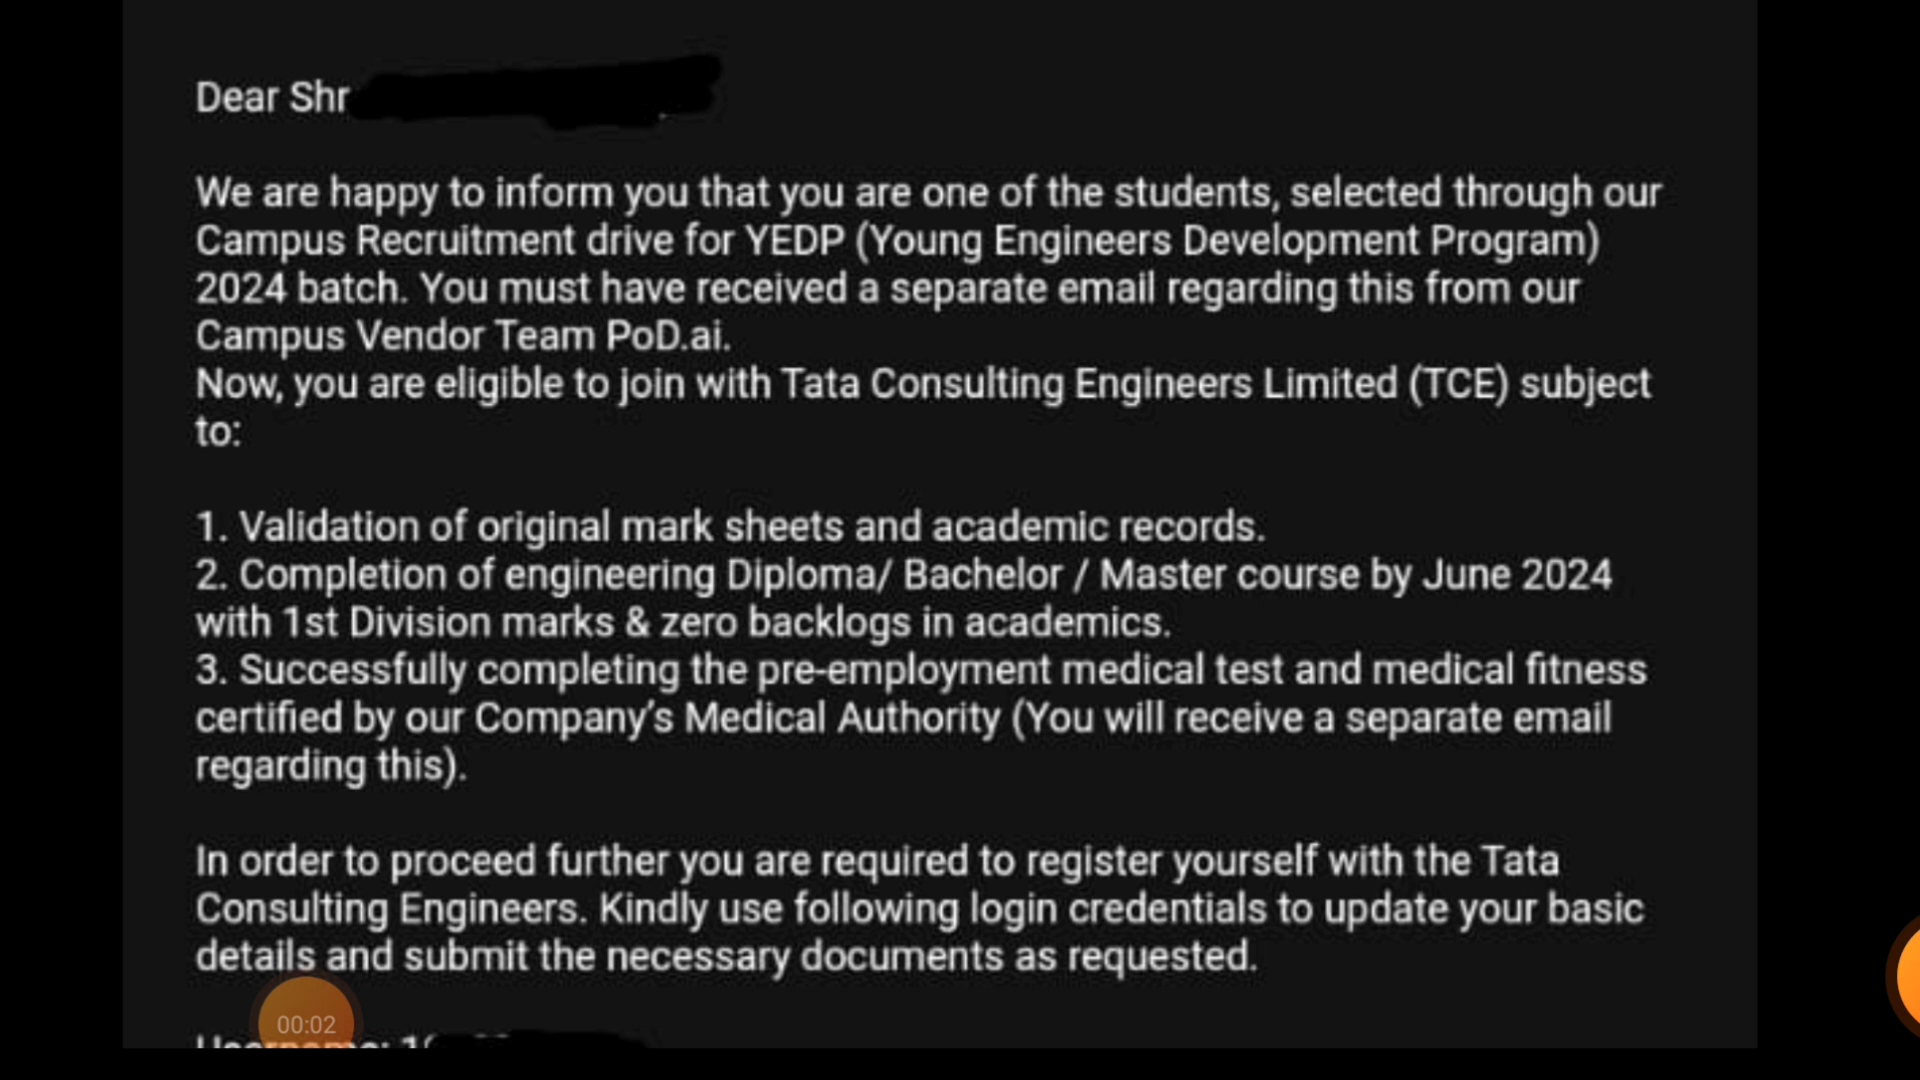 Dear Shr
We are happy to inform you that you are one of the students, selected through our
Campus Recruitment drive for YEDP (Young Engineers Development Program)
2024 batch. You must have received a separate email regarding this from our
Campus Vendor Team PoD.ai.
Now, you are eligible to join with Tata Consulting Engineers Limited (TCE) subject
to:
1. Validation of original mark sheets and academic records.
2. Completion of engineering Diploma/ Bachelor / Master course by June 2024
with 1st Division marks & zero backlogs in academics.
3. Successfully completing the pre-employment medical test and medical fitness
certified by our Company’s Medical Authority (You will receive a separate email
regarding this).
In order to proceed further you are required to register yourself with the Tata
Consulting Engineers. Kindly use following login credentials to update your basic
details and submit the necessary documents as requested.
00:02
Username: